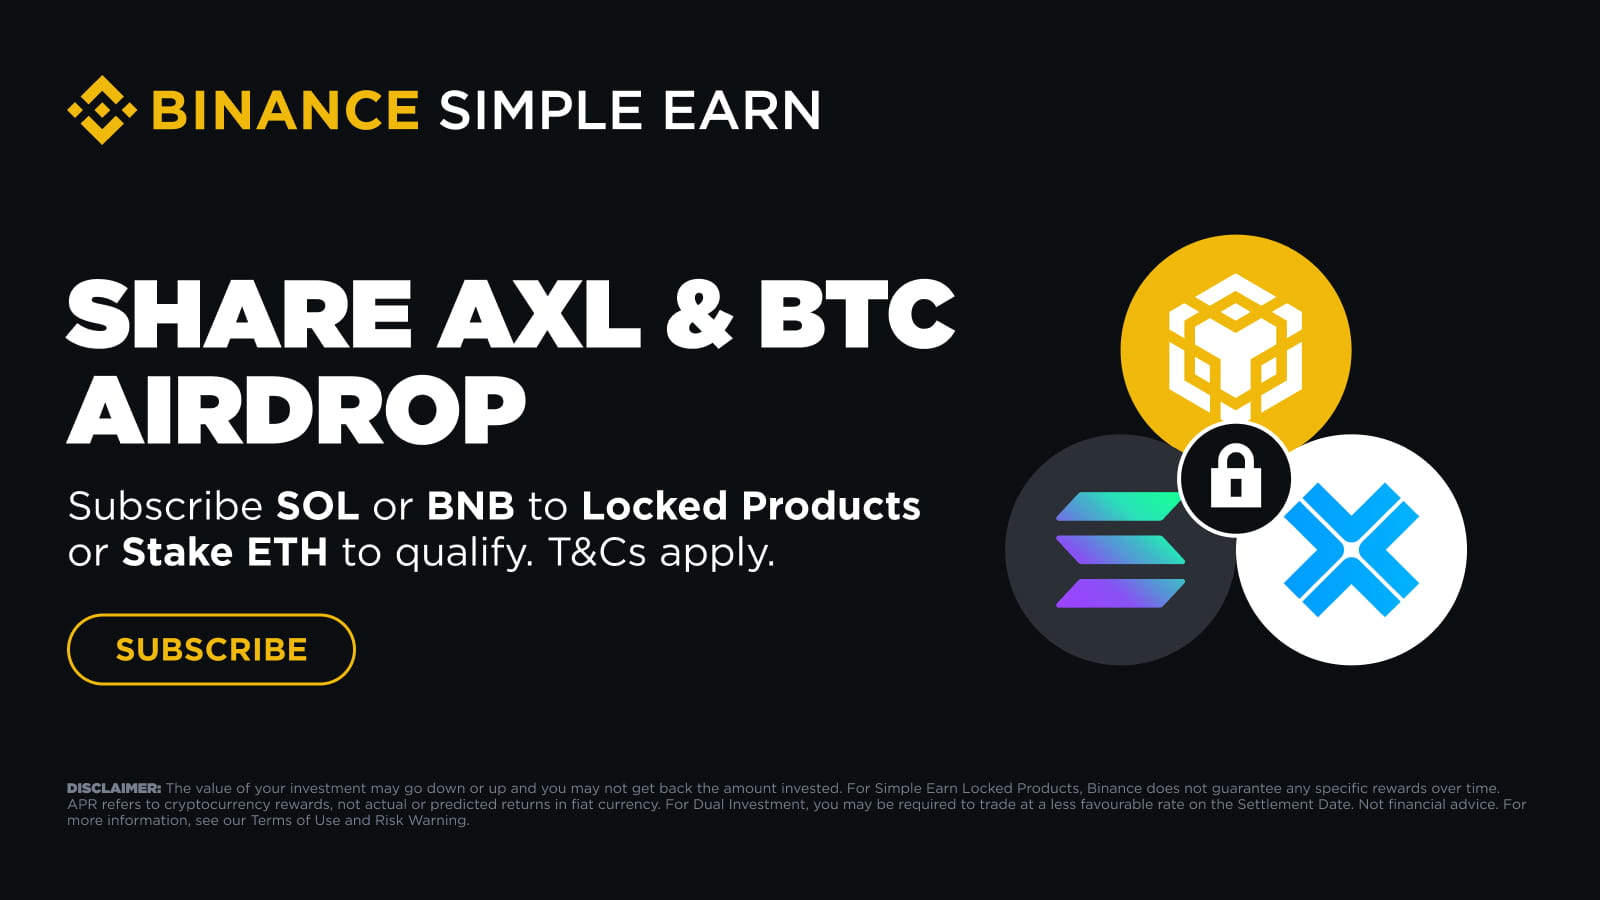 BINANCE SIMPLE EARN
SHARE AXL & BTC
AIRDROP
Subscribe SOL or BNB to Locked Products
or Stake ETH to qualify. T&Cs apply.
SUBSCRIBE
DISCLAIMER: The value of your investment may go down or up and you may not get back the amount invested. For Simple Earn Locked Products, Binance does not guarantee any specific rewards over time.
APR refers to cryptocurrency rewards, not actual or predicted returns in fiat currency. For Dual Investment, you may be required to trade at a less favourable rate on the Settlement Date. Not financial advice. For
more information, see our Terms of Use and Risk Warning.